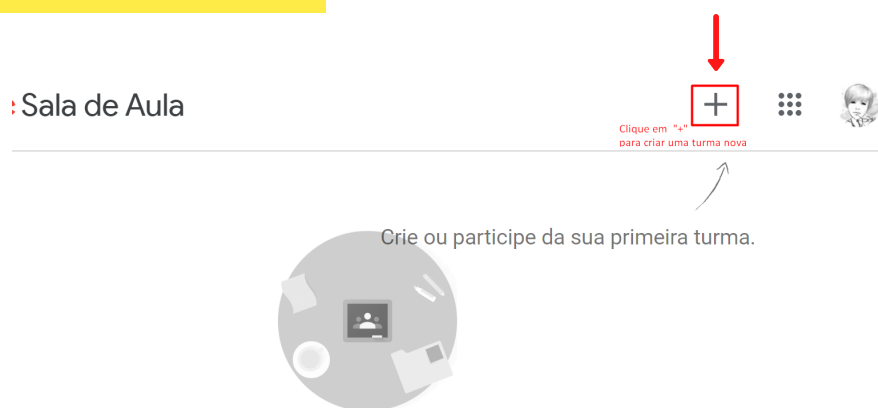 Sala de Aula
Clique em "+"
para criar uma turma nova
Crie ou participe da sua primeira turma.